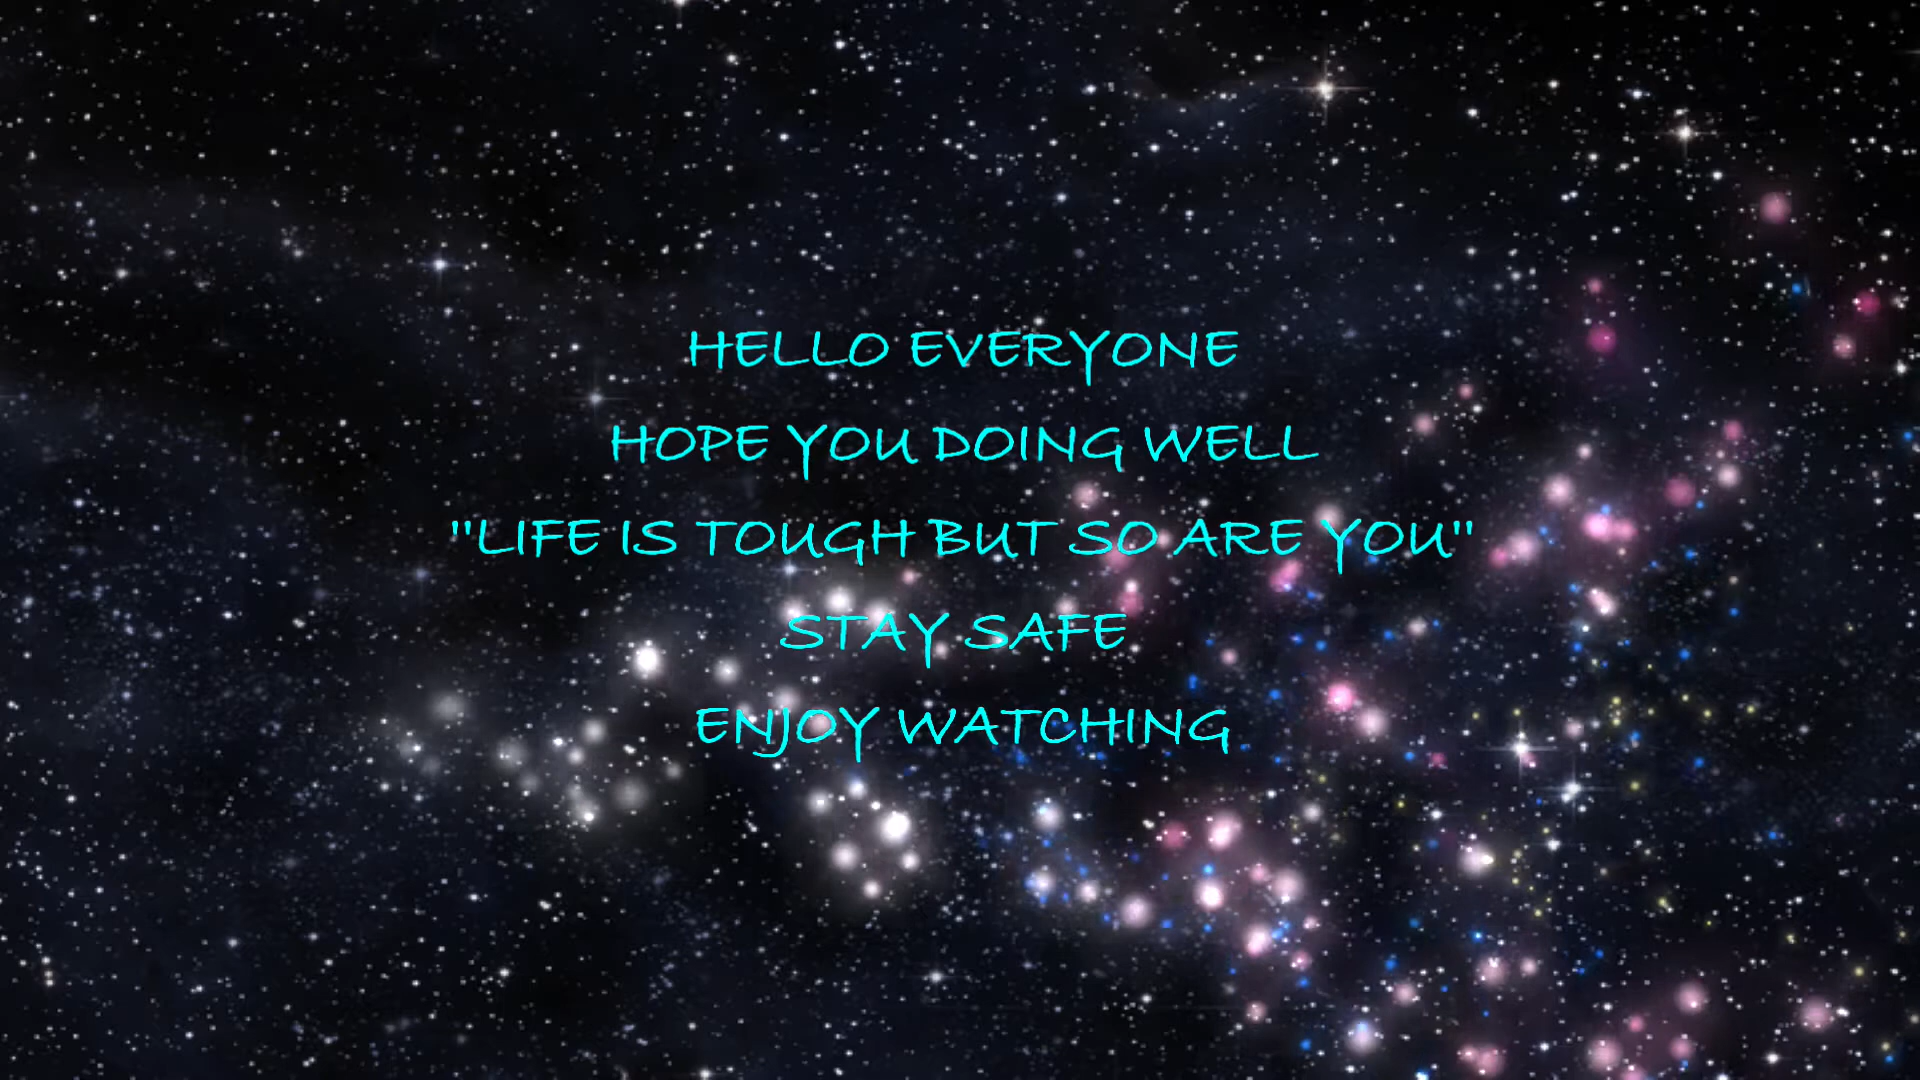 HELLO EVERYONE
HOPE YOU DOING WELL
"LIFE IS TOUGH BUT SO ARE YOU"
STAY SAFE
ENJOY WATCHING